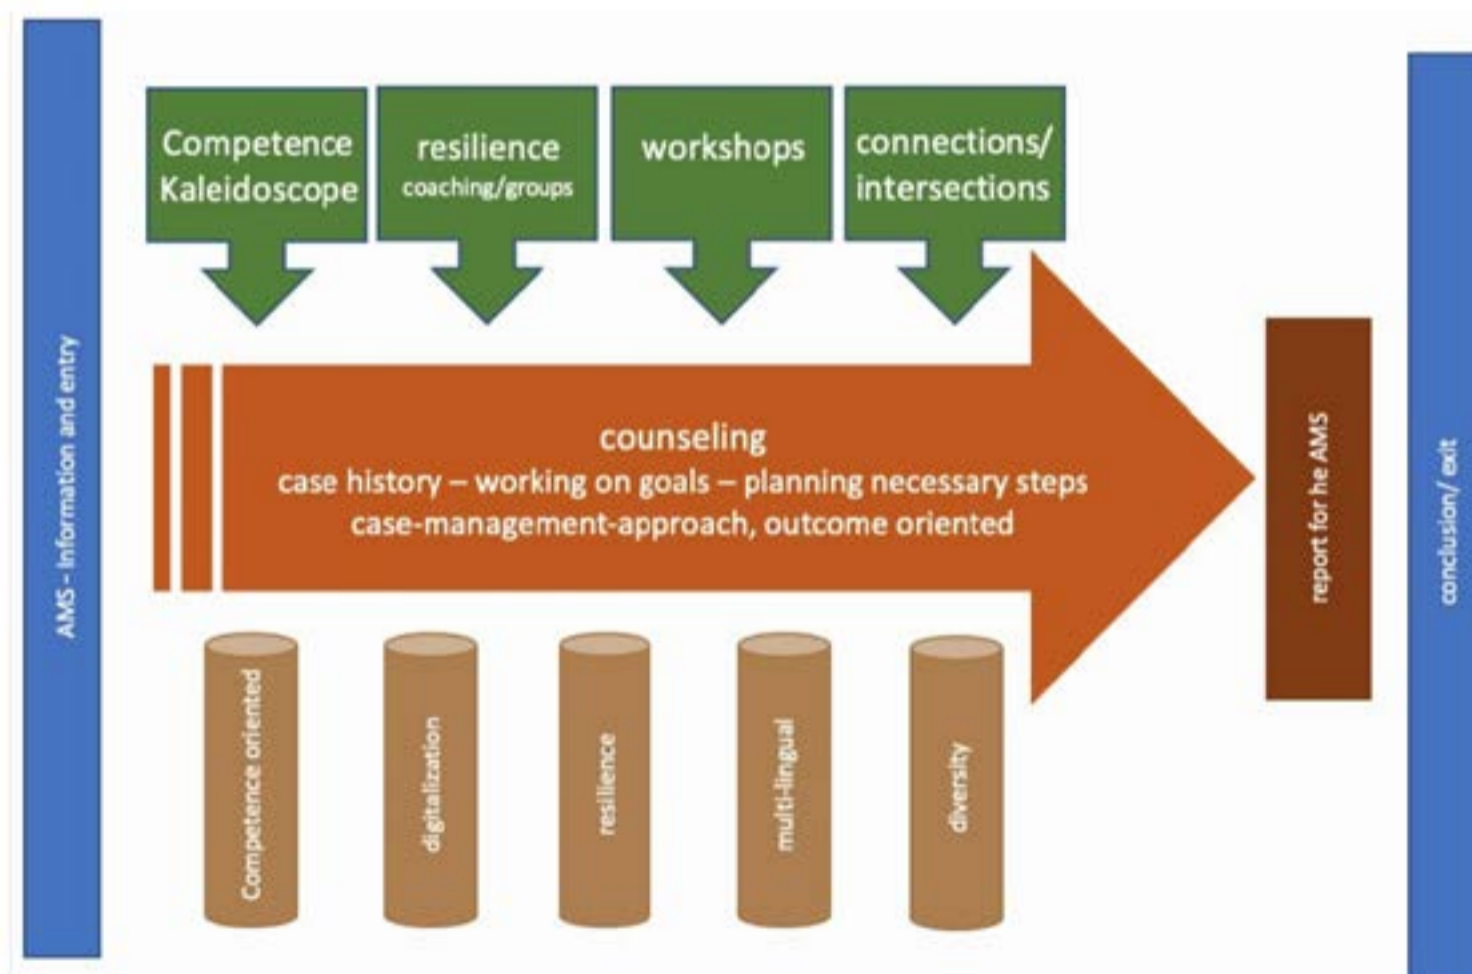 AMS - Information and entry
Competence
Kaleidoscope
resilience
coaching/groups
workshops
connections/
intersections
counseling
case history – working on goals – planning necessary steps
case-management-approach, outcome oriented
Competence oriented
digitalization
resilience
multi-lingual
diversity
report for he AMS
conclusion/ exit